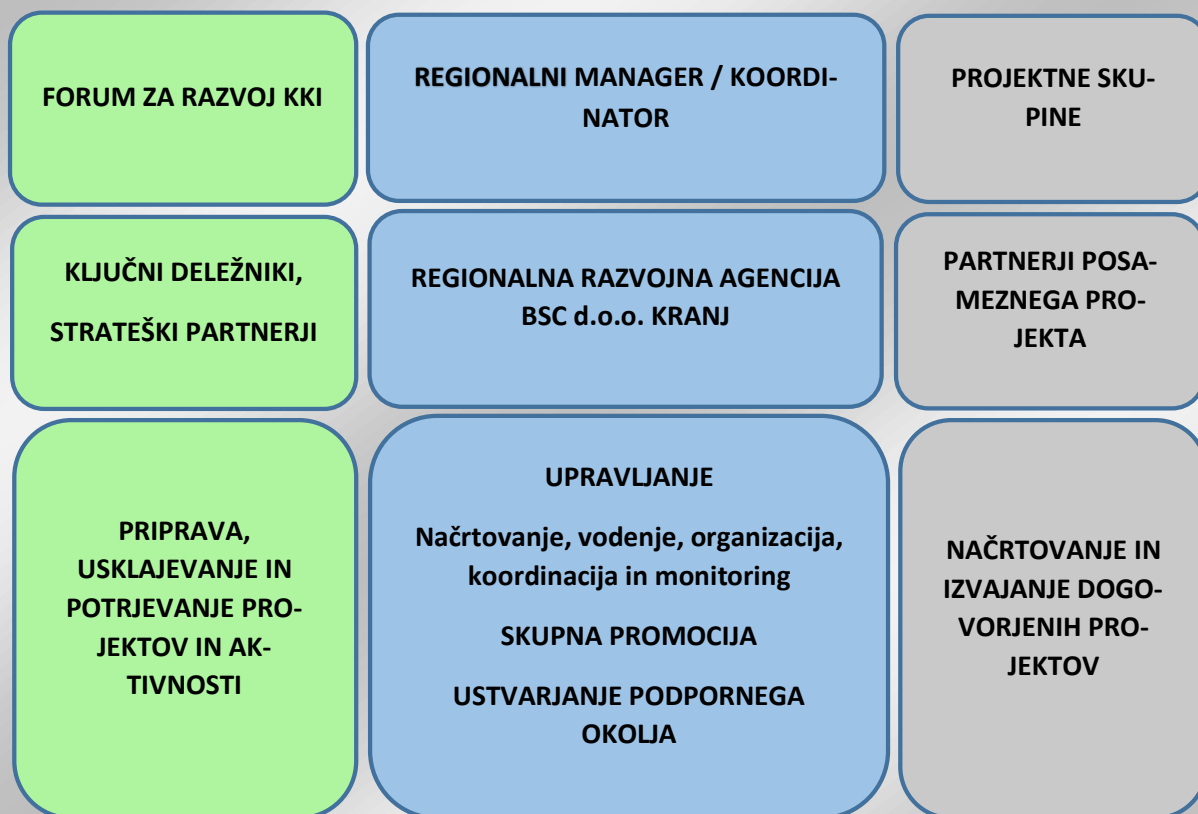 FORUM ZA RAZVOJ KKI
REGIONALNI MANAGER / KOORDI-
NATOR
PROJEKTNE SKU-
PINE
KLJUČNI DELEŽNIKI,
STRATEŠKI PARTNERJI
REGIONALNA RAZVOJNA AGENCIJA
BSC d.o.o. KRANJ
PARTNERJI POSA-
MEZNEGA PRO-
JEKTA
PRIPRAVA,
USKLAJEVANJE IN
POTRJEVANJE PRO-
JEKTOV IN AK-
TIVNOSTI
UPRAVLJANJE
Načrtovanje, vodenje, organizacija,
koordinacija in monitoring
SKUPNA PROMOCIJA
USTVARJANJE PODPORNEGA
OKOLJA
NAČRTOVANJE IN
IZVAJANJE DOGO-
VORJENIH PRO-
JEKTOV